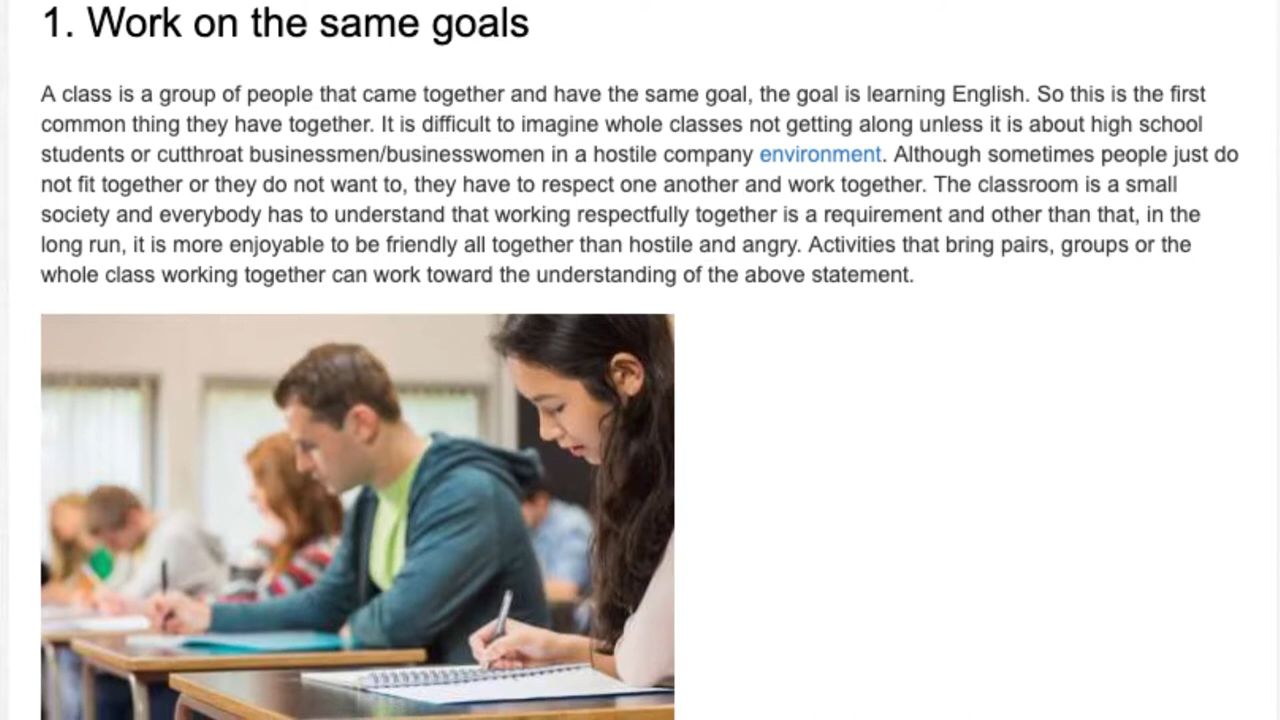 1. Work on the same goals
A class is a group of people that came together and have the same goal, the goal is learning English. So this is the first
common thing they have together. It is difficult to imagine whole classes not getting along unless it is about high school
students or cutthroat businessmen/businesswomen in a hostile company environment. Although sometimes people just do
not fit together or they do not want to, they have to respect one another and work together. The classroom is a small
society and everybody has to understand that working respectfully together is a requirement and other than that, in the
long run, it is more enjoyable to be friendly all together than hostile and angry. Activities that bring pairs, groups or the
whole class working together can work toward the understanding of the above statement.